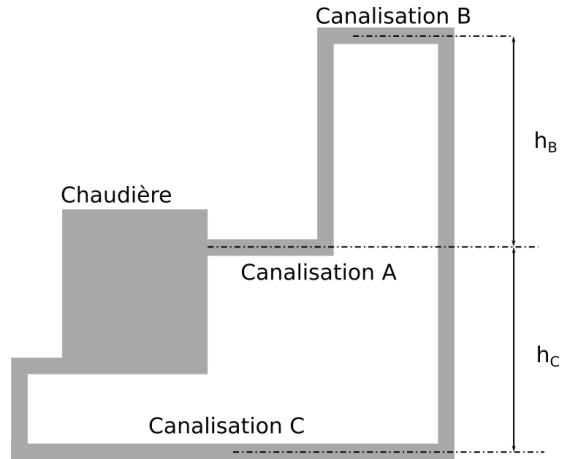 Canalisation B
h_B
Chaudière
Canalisation A
h_C
Canalisation C